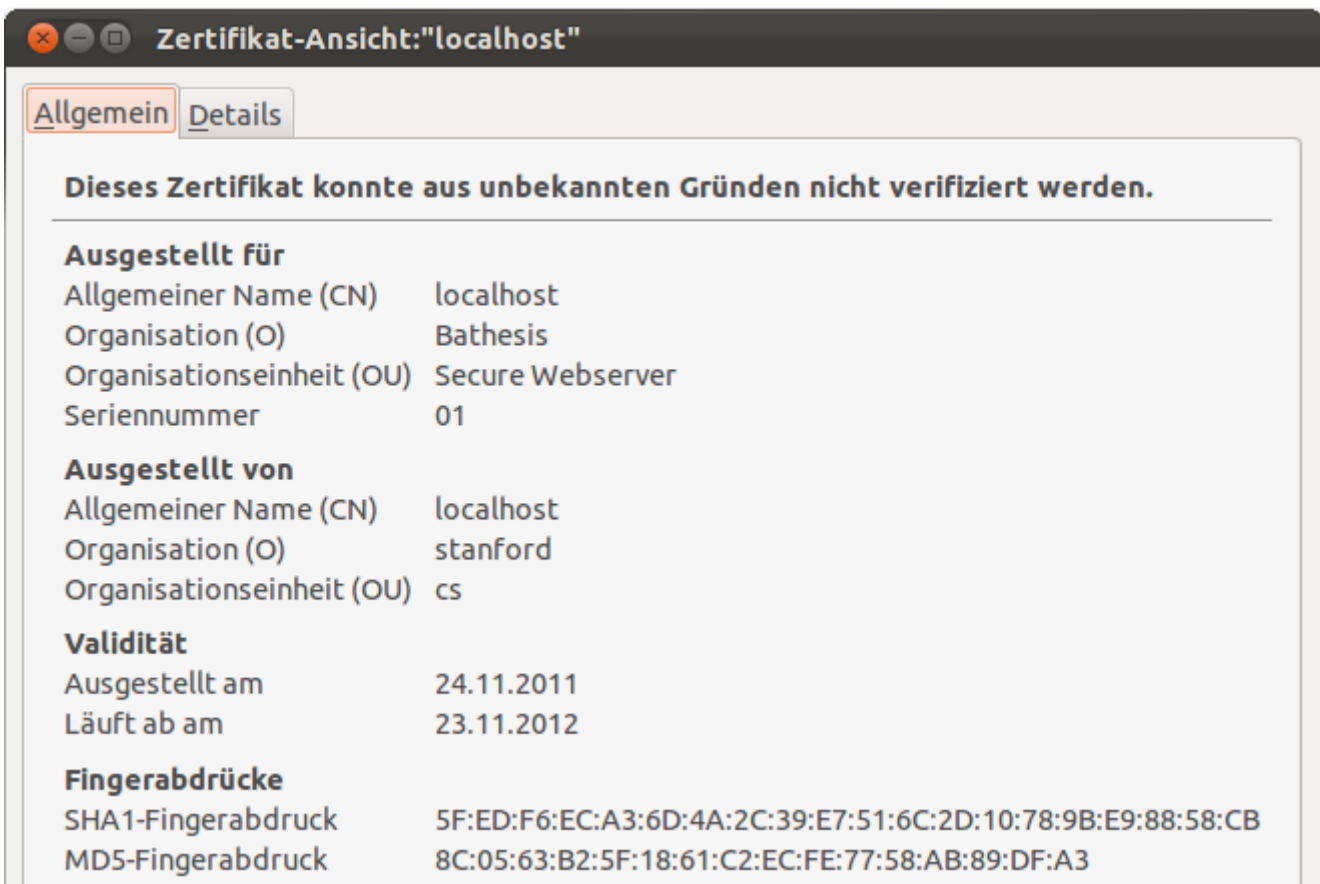 Zertifikat-Ansicht:"localhost"
Allgemein Details
Dieses Zertifikat konnte aus unbekannten Gründen nicht verifiziert werden.
Ausgestellt für
Allgemeiner Name (CN) localhost
Organisation (O) Bathesis
Organisationseinheit (OU) Secure Webserver
Seriennummer 01
Ausgestellt von
Allgemeiner Name (CN) localhost
Organisation (O) stanford
Organisationseinheit (OU) cs
Validität
Ausgestellt am 24.11.2011
Läuft ab am 23.11.2012
Fingerabdrücke
SHA1-Fingerabdruck 5F:ED:F6:EC:A3:6D:4A:2C:39:E7:51:6C:2D:10:78:9B:E9:88:58:CB
MD5-Fingerabdruck 8C:05:63:B2:5F:18:61:C2:EC:FE:77:58:AB:89:DF:A3